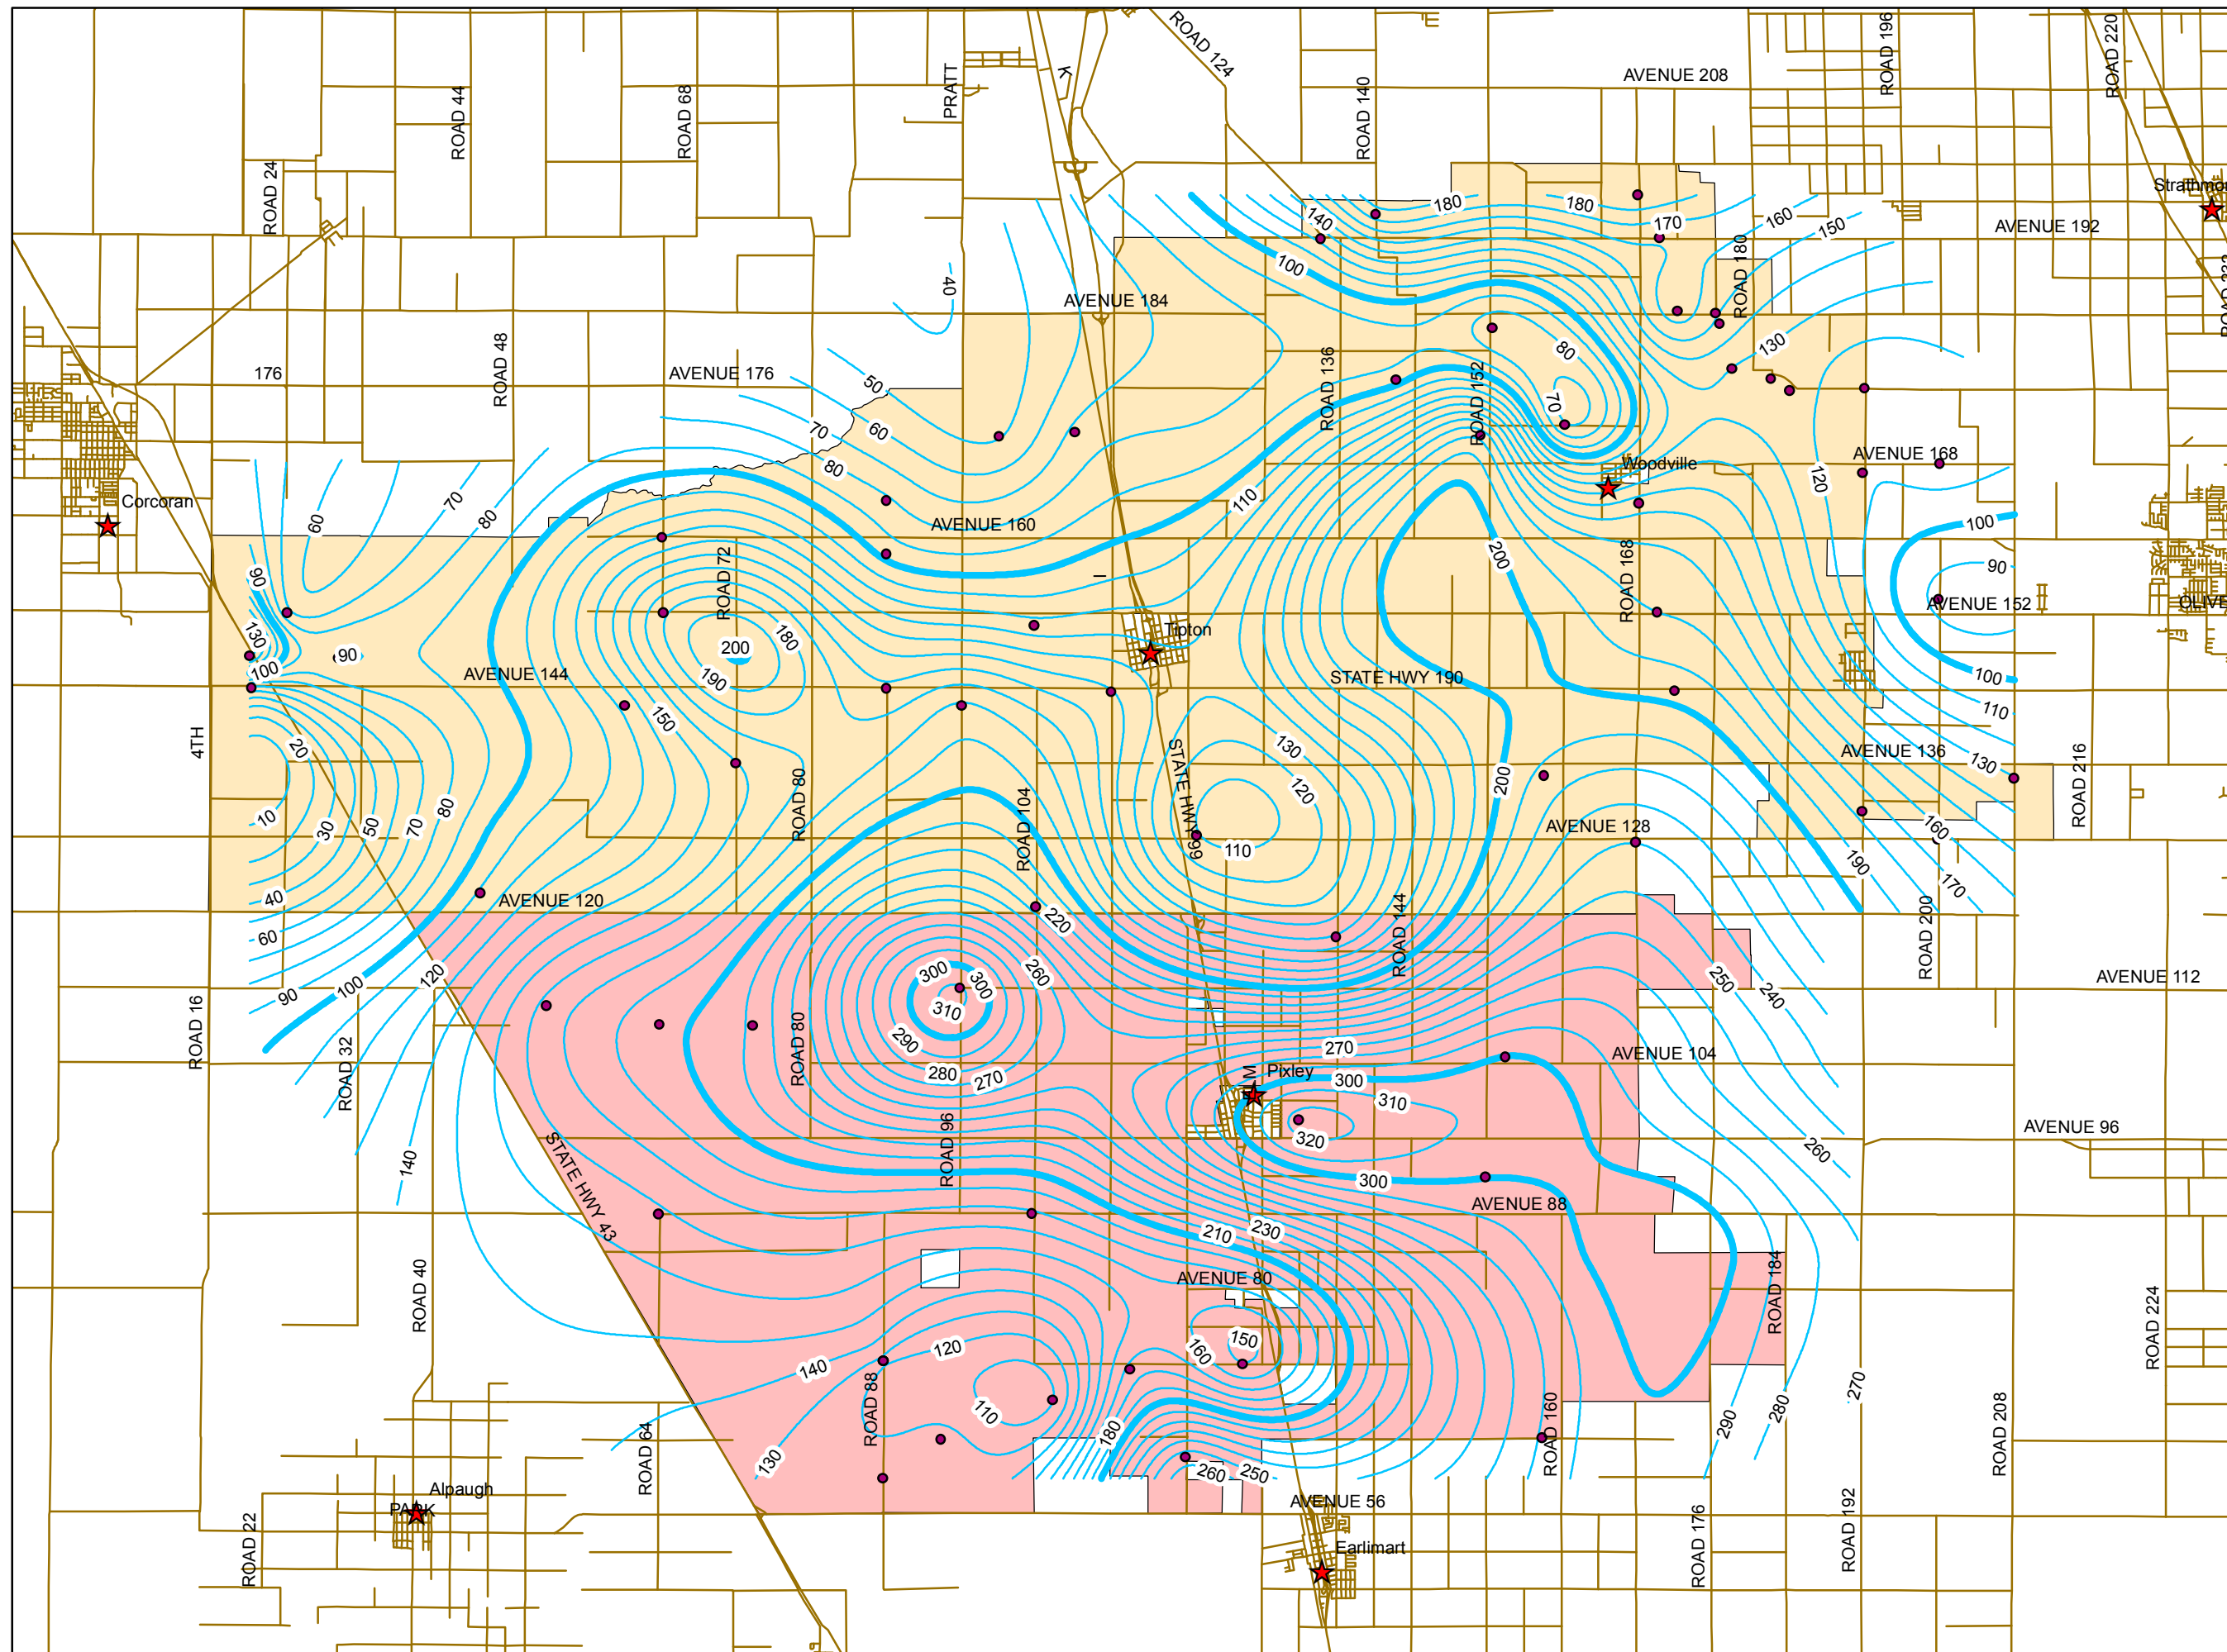 ROAD 124
ROAD 196
ROAD 220
K
PRATT
AVENUE 208
ROAD 44
ROAD 68
ROAD 140
ROAD 24
Strathmo
180
180
140
170
160
150
AVENUE 192
ROAD 180
100
40
AVENUE 184
130
80
176
ROAD 48
AVENUE 176
50
ROAD 136
ROAD 152
70
60
70
80
Woodville
AVENUE 168
120
Corcoran
60
70
80
110
AVENUE 160
100
200
90
90
ROAD 72
ROAD 168
AVENUE 152
OLIVE
130
180
Tipton
200
90
100
AVENUE 144
190
STATE HWY 190
100
150
110
4TH
20
130
STATE HWY 99
AVENUE 136
130
ROAD 216
200
120
ROAD 80
ROAD 104
10
30
50
70
80
AVENUE 128
160
110
190
170
40
AVENUE 120
220
ROAD 144
ROAD 200
60
120
300
300
260
250
240
AVENUE 112
90
100
310
ROAD 16
ROAD 32
290
ROAD 80
270
AVENUE 104
280
270
Pixley
300
310
320
AVENUE 96
140
STATE HWY 43
ROAD 96
260
300
AVENUE 88
210
230
ROAD 40
AVENUE 80
ROAD 184
ROAD 224
150
160
120
140
110
270
280
290
ROAD 88
180
ROAD 160
ROAD 208
ROAD 64
130
260
250
Alpaugh
PARK
AVENUE 56
ROAD 22
ROAD 176
ROAD 192
Earlimart